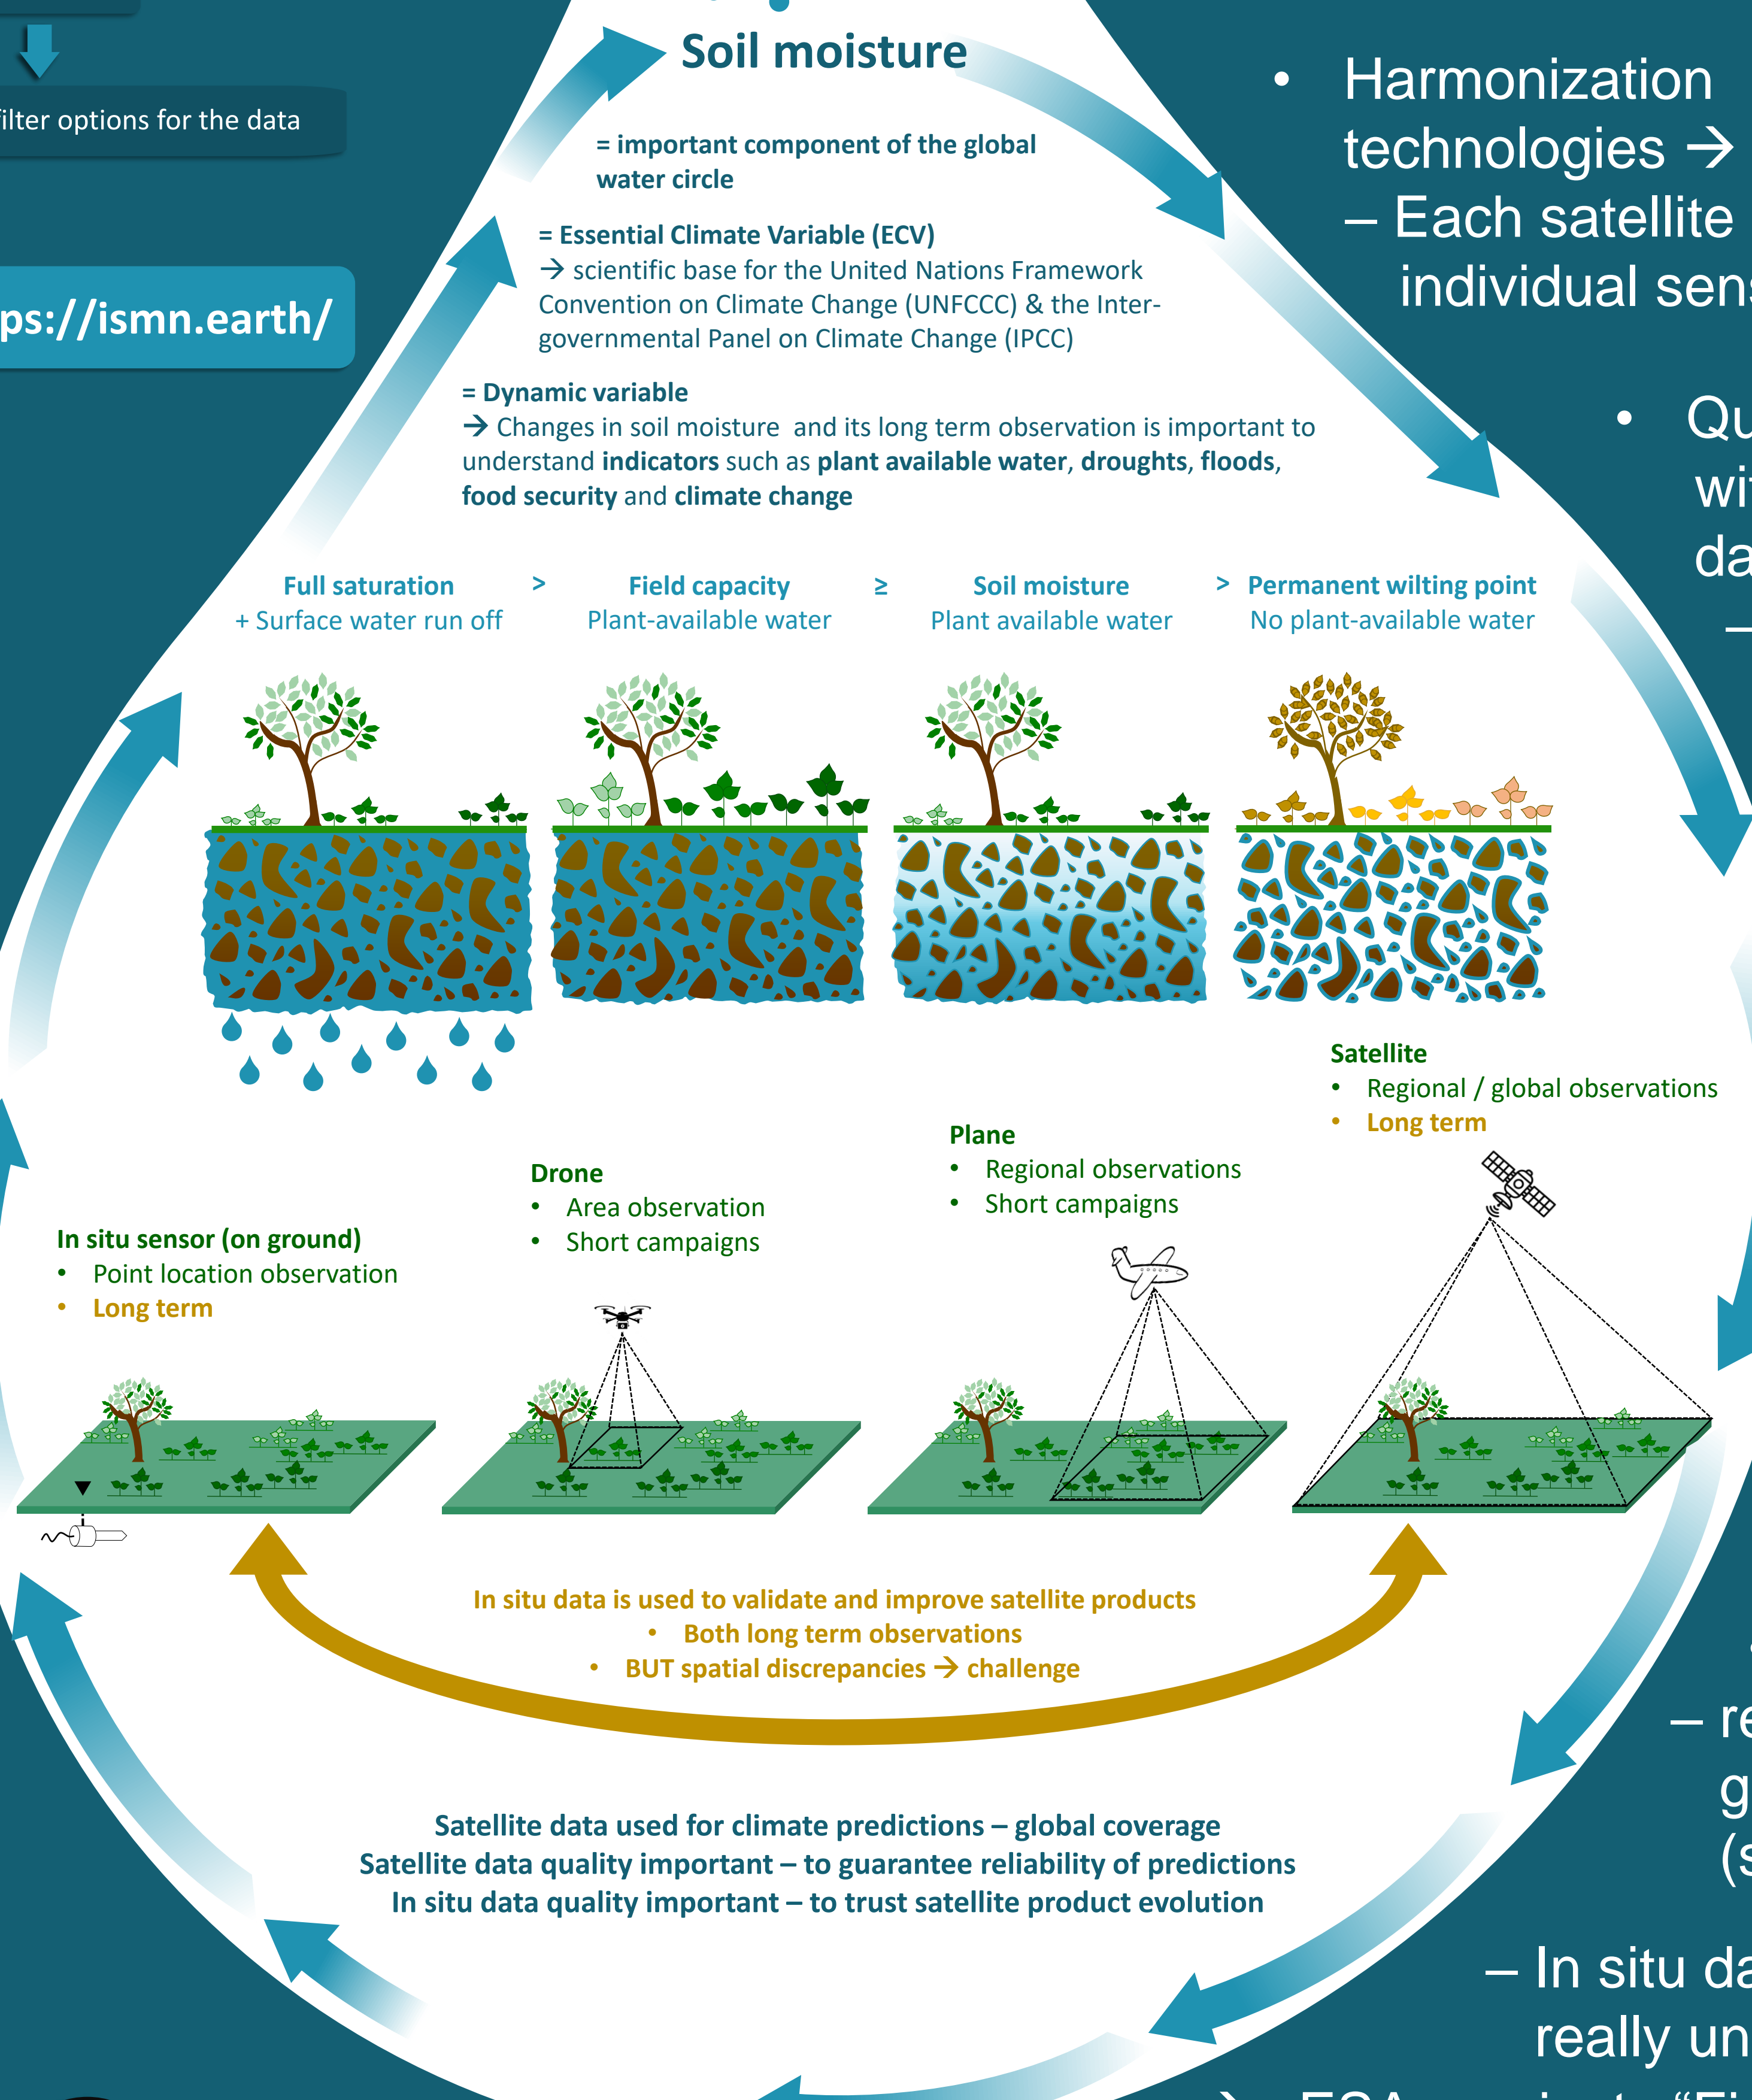 filter options for the data
ps://ismn.earth/
Soil moisture
= important component of the global
water circle
= Essential Climate Variable (ECV)
→ scientific base for the United Nations Framework
Convention on Climate Change (UNFCCC) & the Inter-
governmental Panel on Climate Change (IPCC)
= Dynamic variable
→ Changes in soil moisture and its long term observation is important to
understand indicators such as plant available water, droughts, floods,
food security and climate change
Full saturation > Field capacity ≥ Soil moisture > Permanent wilting point
+ Surface water run off Plant-available water Plant available water No plant-available water
Satellite
• Regional / global observations
• Long term
Plane
• Regional observations
• Short campaigns
Drone
• Area observation
• Short campaigns
In situ sensor (on ground)
• Point location observation
• Long term
In situ data is used to validate and improve satellite products
• Both long term observations
• BUT spatial discrepancies → challenge
Satellite data used for climate predictions – global coverage
Satellite data quality important – to guarantee reliability of predictions
In situ data quality important – to trust satellite product evolution
• Harmonization
technologies →
– Each satellite
individual sens
• Qu
wit
da
–
– re
g
(s
– In situ da
really un